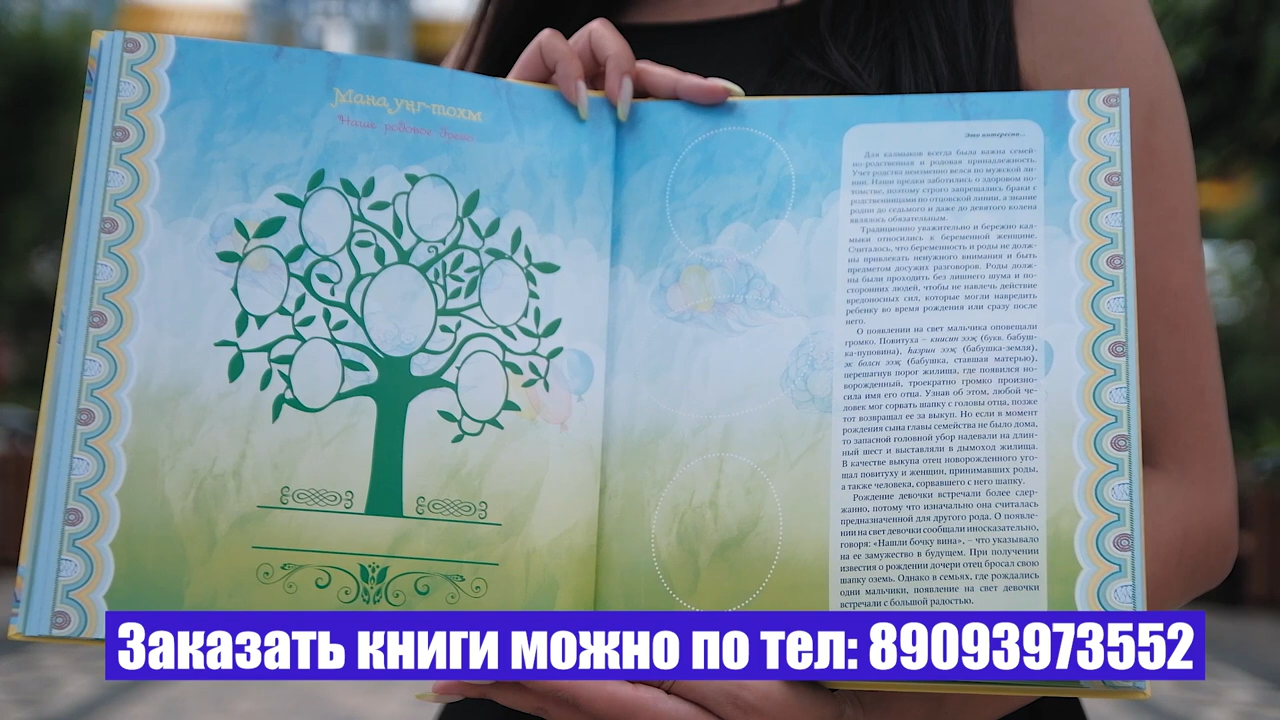 Мана уңг-тохм
Наше родовое древо
Это интересно...
Для калмыков всегда была важна семей-
но-родственная и родовая принадлежность.
Учет родства неизменно велся по мужской ли-
нии. Наши предки заботились о здоровом по-
томстве, поэтому строго запрещались браки с
родственницами по отцовской линии, а знание
родни до седьмого и даже до девятого колена
являлось обязательным.
Традиционно уважительно и бережно кал-
мыки относились к беременной женщине.
Считалось, что беременность и роды не долж-
ны привлекать ненужного внимания и быть
предметом досужих разговоров. Роды долж-
ны были проходить без лишнего шума и по-
сторонних людей, чтобы не навлечь действие
вредоносных сил, которые могли навредить
ребенку во время рождения или сразу после
него.
О появлении на свет мальчика оповещали
громко. Повитуха – киисн ээҗ (букв. бабуш-
ка-пуповина), һазрин ээҗ (бабушка-земля),
эк болсн ээҗ (бабушка, ставшая матерью),
перешагнув порог жилища, где появился но-
ворожденный, троекратно громко произно-
сила имя его отца. Узнав об этом, любой че-
ловек мог сорвать шапку с головы отца, позже
тот возвращал ее за выкуп. Но если в момент
рождения сына главы семейства не было дома,
то запасной головной убор надевали на длин-
ный шест и выставляли в дымоход жилища.
В качестве выкупа отец новорожденного уго-
щал повитуху и женщин, принимавших роды,
а также человека, сорвавшего с него шапку.
Рождение девочки встречали более сдер-
жанно, потому что изначально она считалась
предназначенной для другого рода. О появле-
нии на свет девочки сообщали иносказательно,
говоря: «Нашли бочку вина», – что указывало
на ее замужество в будущем. При получении
известия о рождении дочери отец бросал свою
шапку оземь. Однако в семьях, где рождались
одни мальчики, появление на свет девочки
встречали с большой радостью.
Заказать книги можно по тел: 89093973552